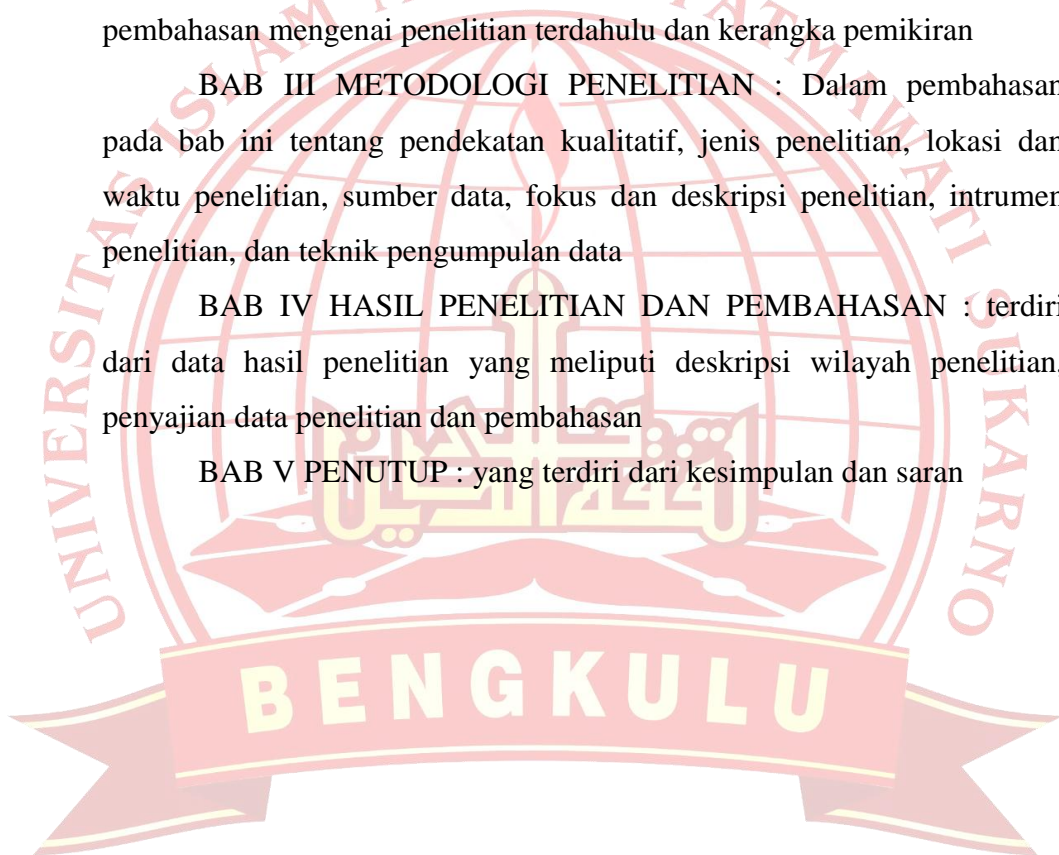 pembahasan mengenai penelitian terdahulu dan kerangka pemikiran
BAB III METODOLOGI PENELITIAN : Dalam pembahasan
pada bab ini tentang pendekatan kualitatif, jenis penelitian, lokasi dan
waktu penelitian, sumber data, fokus dan deskripsi penelitian, intrumen
penelitian, dan teknik pengumpulan data
BAB IV HASIL PENELITIAN DAN PEMBAHASAN : terdiri
dari data hasil penelitian yang meliputi deskripsi wilayah penelitian,
penyajian data penelitian dan pembahasan
BAB V PENUTUP : yang terdiri dari kesimpulan dan saran
UNIVERSITAS ISLAM
SUKARNO
BENGKULU